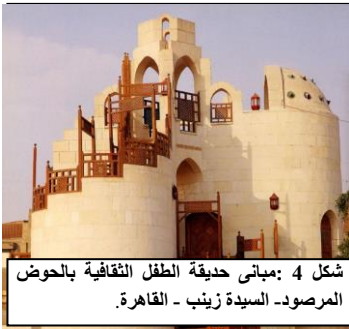 شكل 4 :مبانى حديقة الطفل الثقافية بالحوض
المرصود- السيدة زينب - القاهرة.